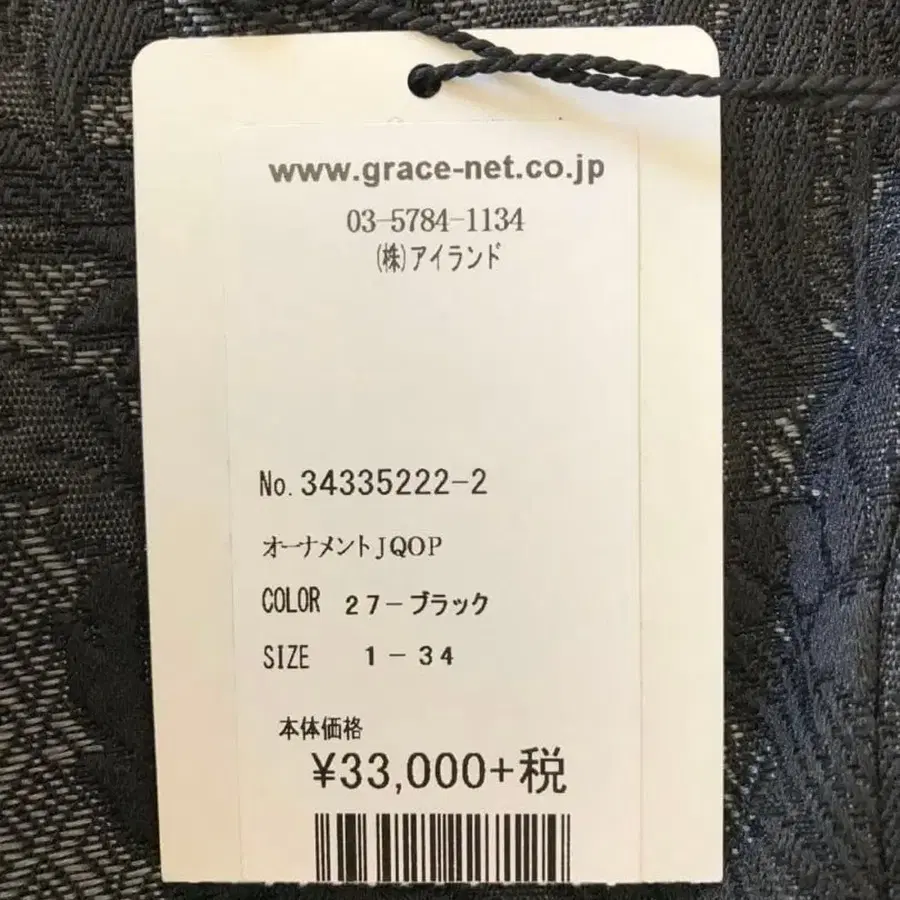 www.grace-net.co.jp
03-5784-1134
(株)アイランド
No. 34335222-2
オーナメントJQOP
COLOR 27-ブラック
SIZE 1-34
本体価格
¥33,000+税